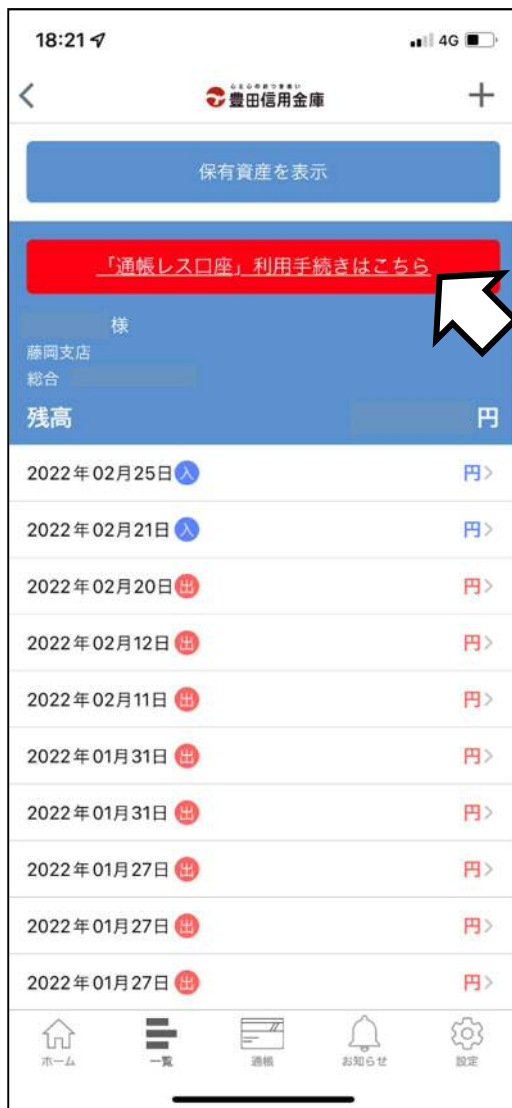 18:21
4G
こころのおつきあい
豊田信用金庫
保有資産を表示
「通帳レス口座」利用手続きはこちら
様
藤岡支店
総合
残高 円
2022年02月25日 入 円
2022年02月21日 入 円
2022年02月20日 出 円
2022年02月12日 出 円
2022年02月11日 出 円
2022年01月31日 出 円
2022年01月31日 出 円
2022年01月27日 出 円
2022年01月27日 出 円
2022年01月27日 出 円
ホーム 一覧 通帳 お知らせ 設定